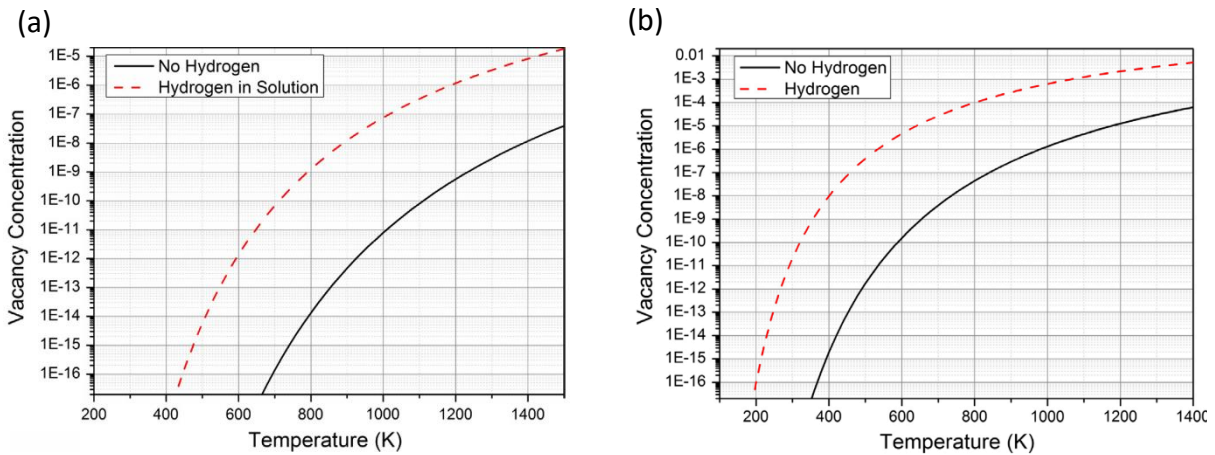 (a)
No Hydrogen
Hydrogen in Solution
1E-5
1E-6
1E-7
1E-8
1E-9
1E-10
1E-11
1E-12
1E-13
1E-14
1E-15
1E-16
Vacancy Concentration
200 400 600 800 1000 1200 1400
Temperature (K)
(b)
No Hydrogen
Hydrogen
0.01
1E-3
1E-4
1E-5
1E-6
1E-7
1E-8
1E-9
1E-10
1E-11
1E-12
1E-13
1E-14
1E-15
1E-16
Vacancy Concentration
200 400 600 800 1000 1200 1400
Temperature (K)